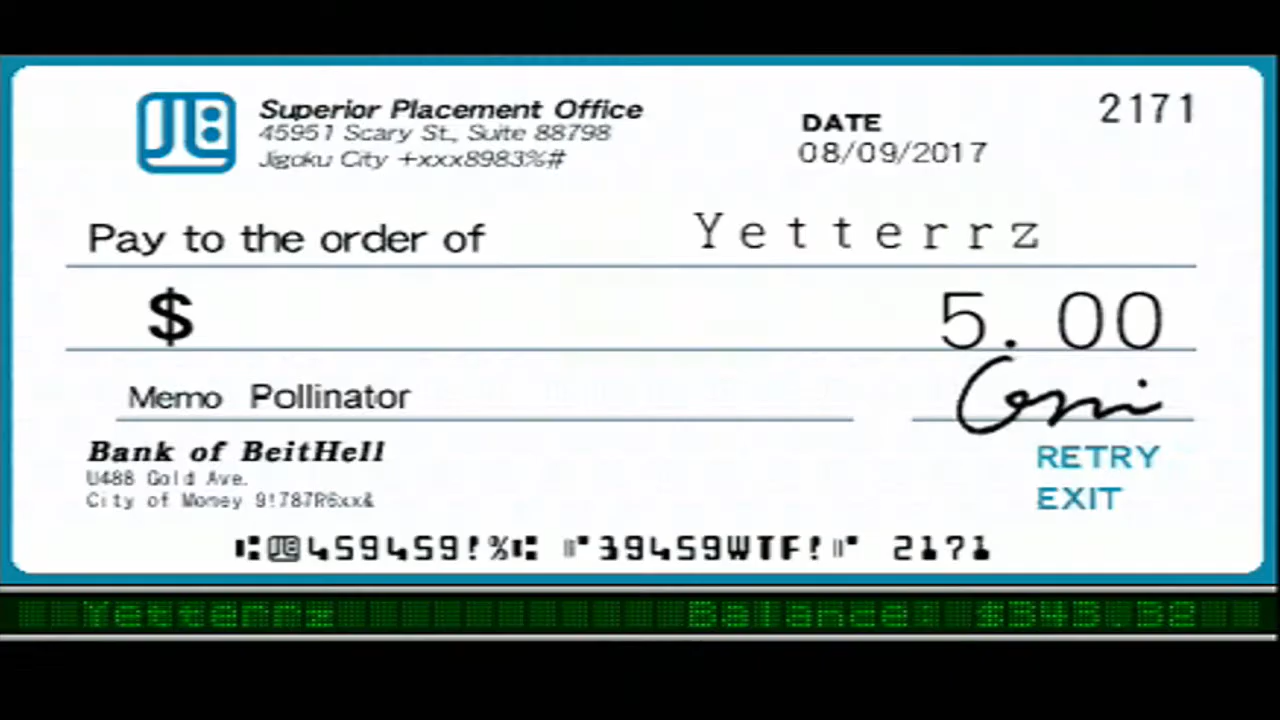 Superior Placement Office
45951 Scary St., Suite 88798
Jigoku City +xxx8983%#
DATE
08/09/2017
2171
Pay to the order of Yetterrz
$ 5.00
Memo Pollinator
Bank of BeitHell
U488 Gold Ave.
City of Money 9!787R6xx&
RETRY
EXIT
459459!% 39459WTF! 2171
Yetterrz Balance: $343.32